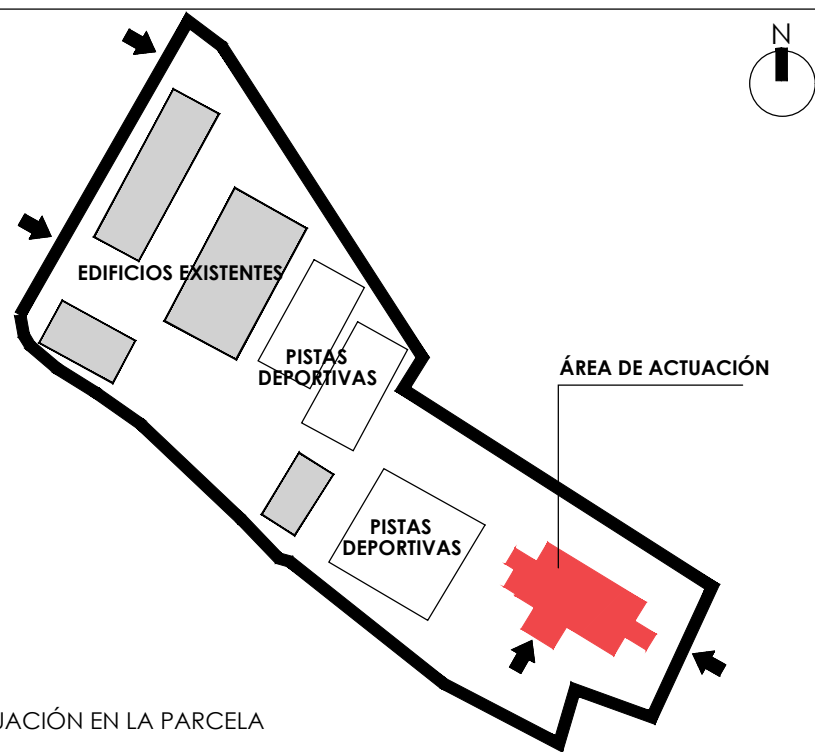 N
EDIFICIOS EXISTENTES
PISTAS
DEPORTIVAS
ÁREA DE ACTUACIÓN
PISTAS
DEPORTIVAS
UACIÓN EN LA PARCELA